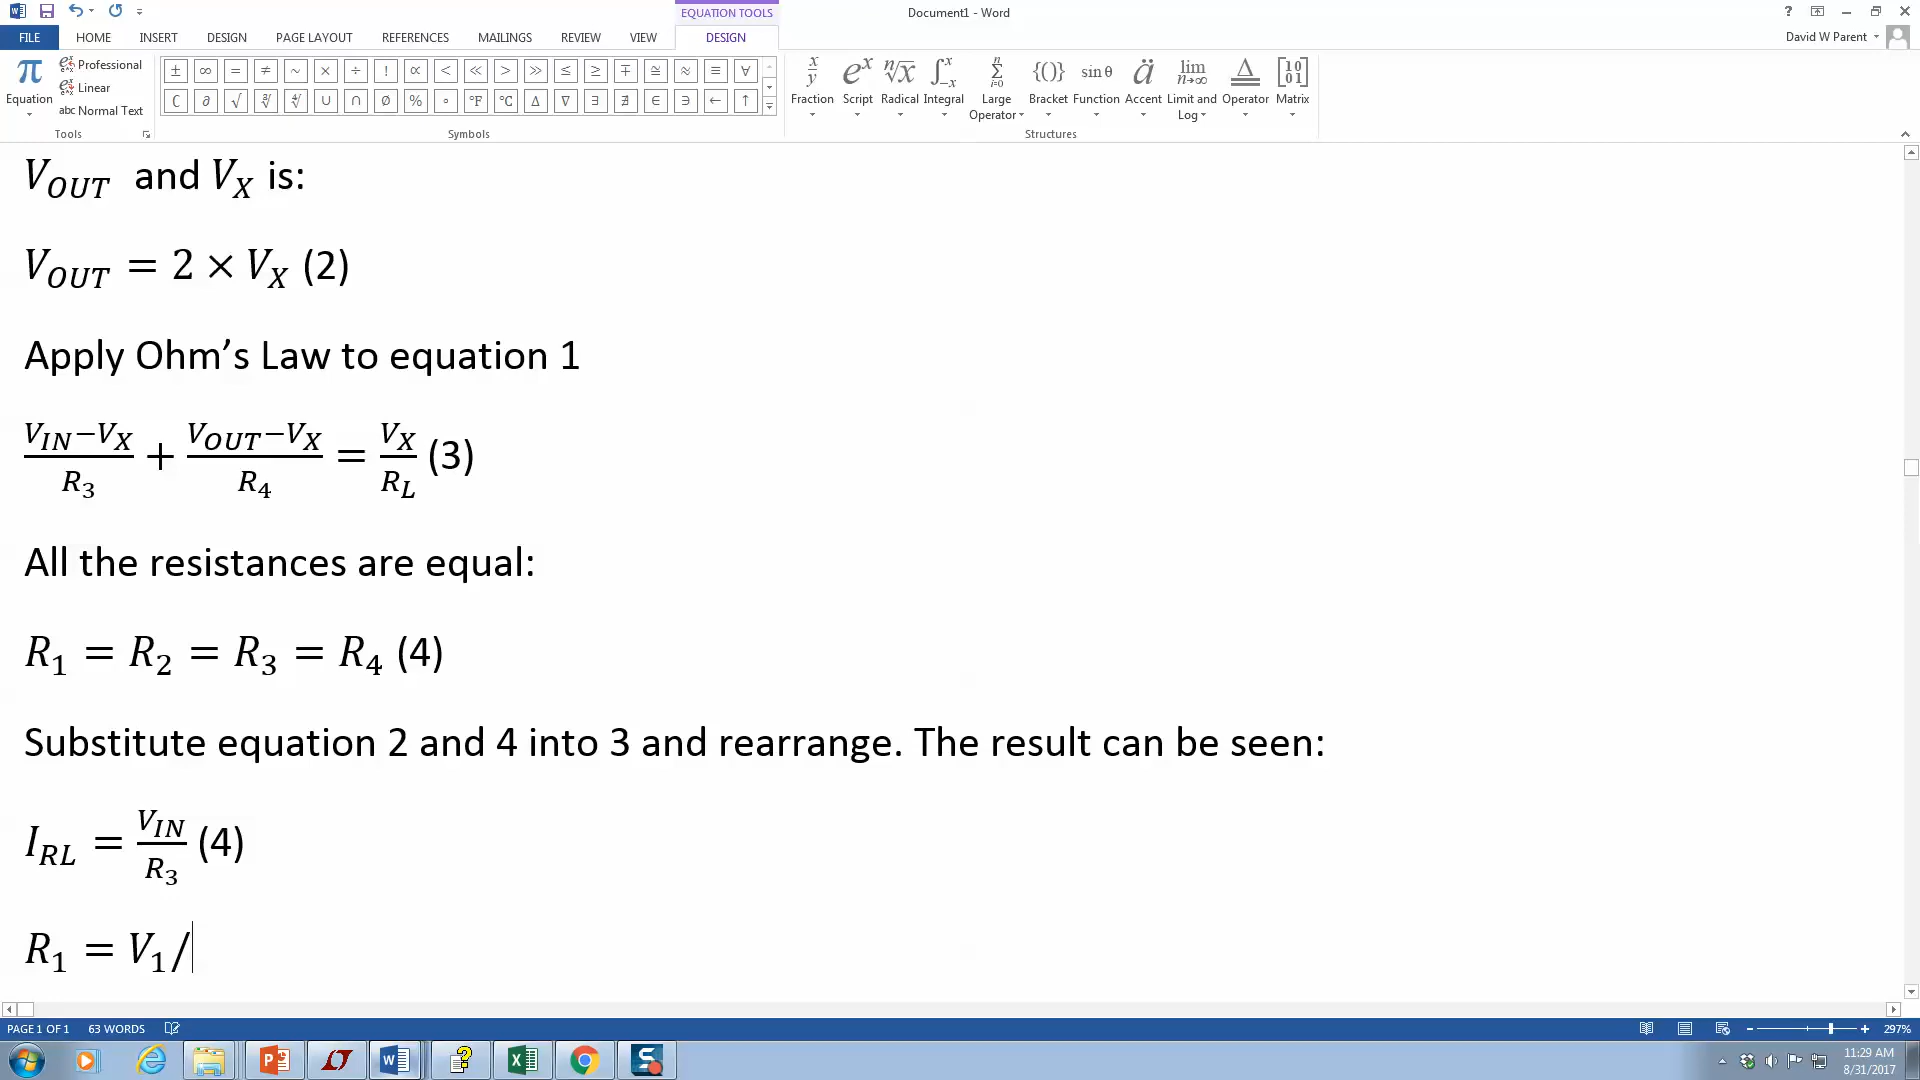 EQUATION TOOLS
Document1 - Word
?
FILE HOME INSERT DESIGN PAGE LAYOUT REFERENCES MAILINGS REVIEW VIEW DESIGN
David W Parent
π Equation
Professional
Linear
abc Normal Text
Tools
± ∞ = ≠ ~ × ÷ ! ∝ < ≪ > ≫ ≤ ≥ ∓ ≅ ≈ ≡ ∀
∁ ∂ √ ∛ ∜ ∪ ∩ ∅ % ° °F °C ∆ ∇ ∃ ∄ ∈ ∋ ← ↑
Symbols
Fraction Script Radical Integral Large Operator Bracket Function Accent Limit and Log Operator Matrix
Structures
V_OUT and V_X is:
V_OUT = 2 × V_X (2)
Apply Ohm’s Law to equation 1
(V_IN−V_X)/R_3 + (V_OUT−V_X)/R_4 = V_X/R_L (3)
All the resistances are equal:
R_1 = R_2 = R_3 = R_4 (4)
Substitute equation 2 and 4 into 3 and rearrange. The result can be seen:
I_RL = V_IN/R_3 (4)
R_1 = V_1/
PAGE 1 OF 1 63 WORDS
297%
11:29 AM
8/31/2017